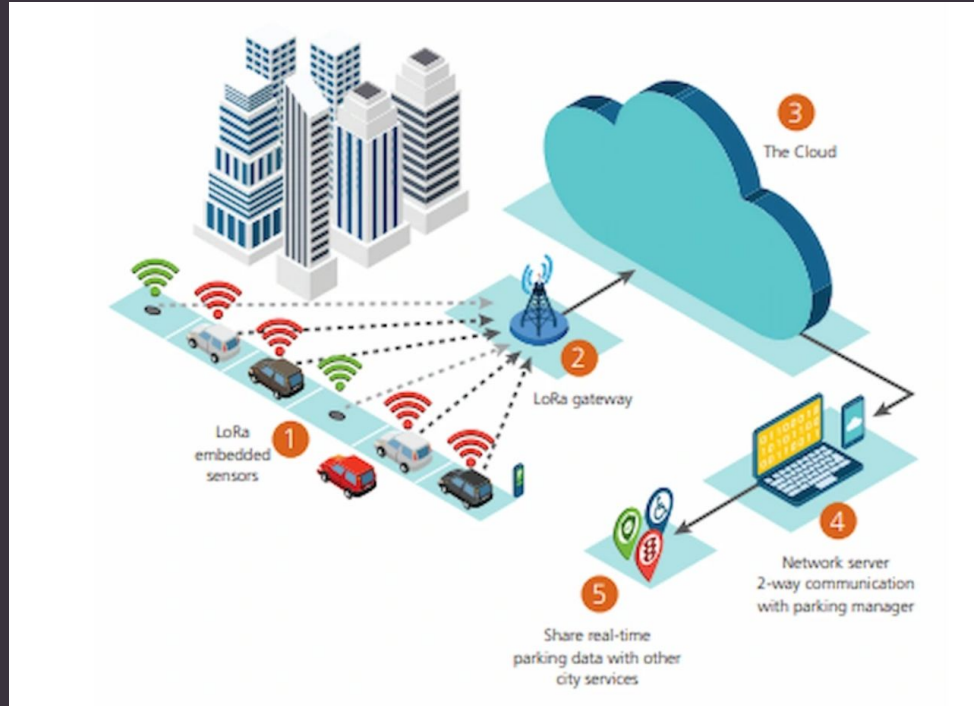 3
The Cloud
2
LoRa gateway
1
LoRa
embedded
sensors
4
Network server
2-way communication
with parking manager
5
Share real-time
parking data with other
city services